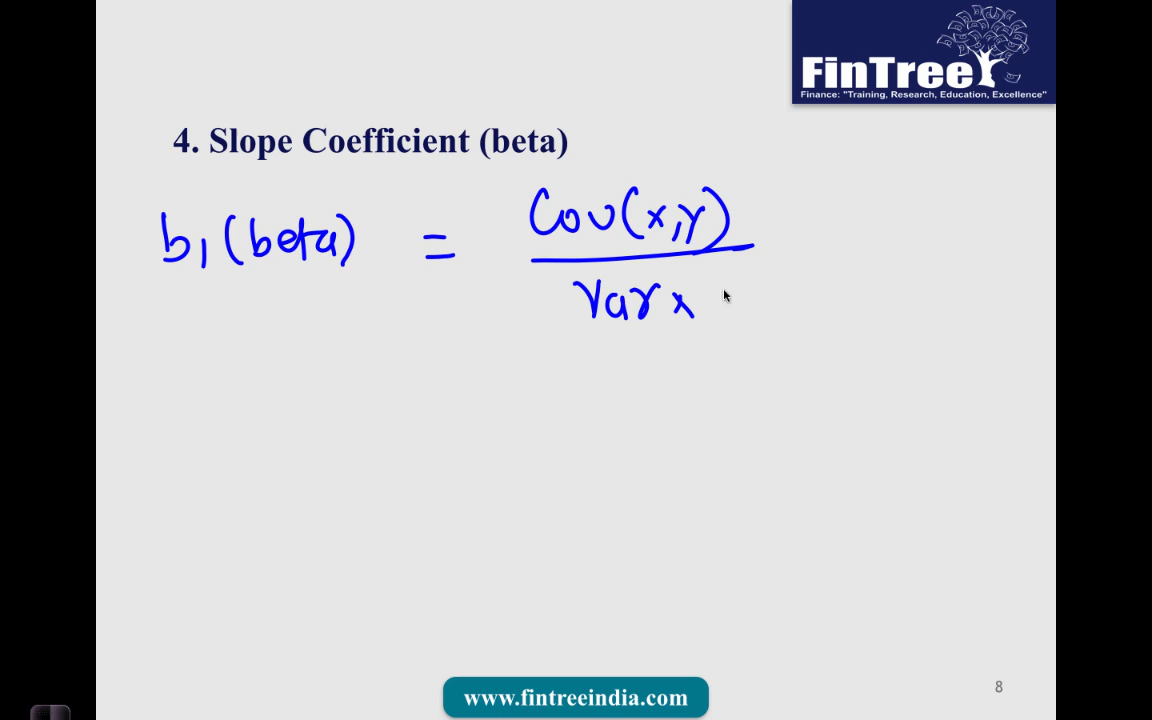 FinTree
Finance: "Training, Research, Education, Excellence"
4. Slope Coefficient (beta)
b1 (beta) = Cov(x,y)
Var x
www.fintreeindia.com
8